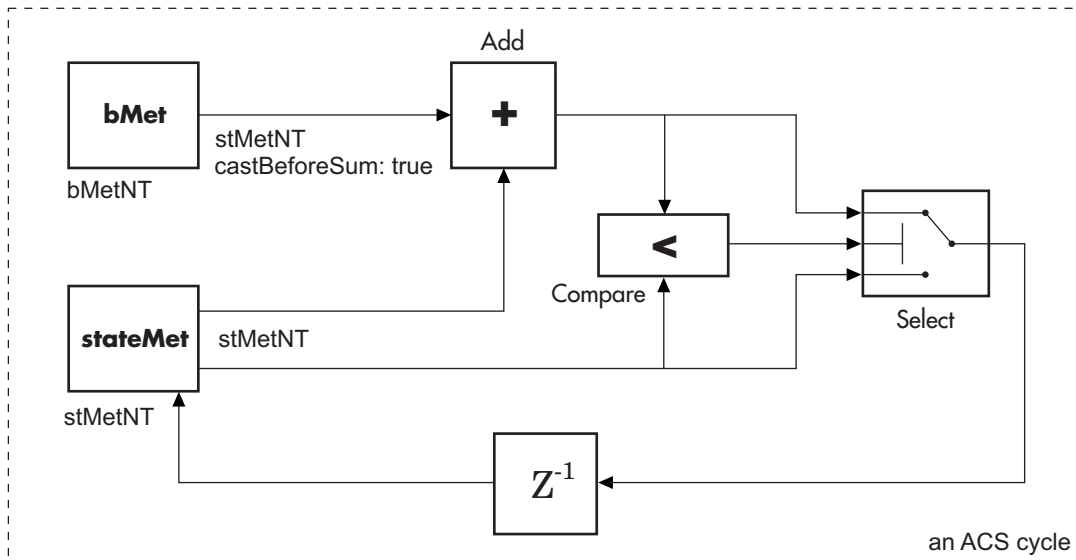 Add
bMet
+
stMetNT
castBeforeSum: true
bMetNT
<
Compare
Select
stateMet
stMetNT
stMetNT
Z⁻¹
an ACS cycle